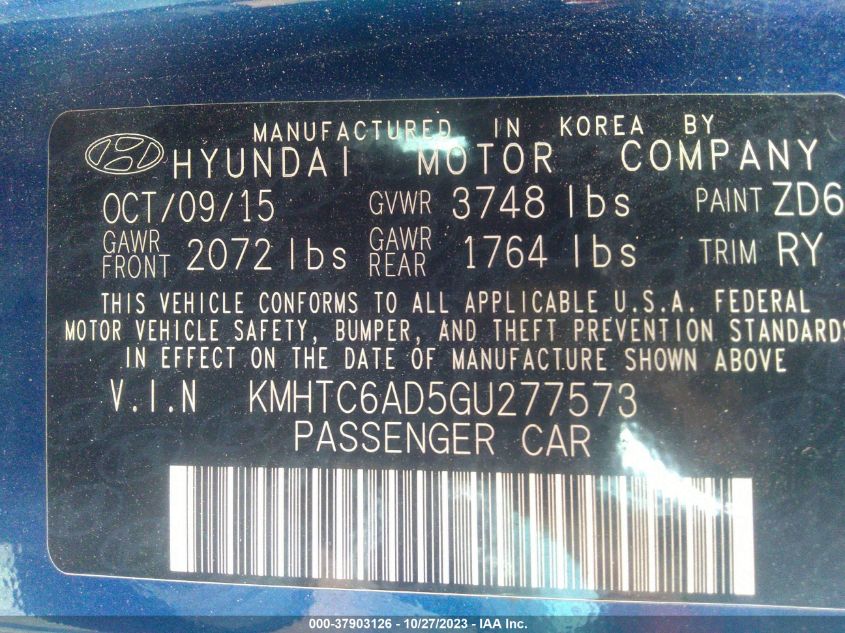 MANUFACTURED IN KOREA BY
HYUNDAI MOTOR COMPANY
OCT/09/15 GVWR 3748 lbs PAINT ZD6
GAWR FRONT 2072 lbs GAWR REAR 1764 lbs TRIM RY
THIS VEHICLE CONFORMS TO ALL APPLICABLE U.S.A. FEDERAL
MOTOR VEHICLE SAFETY, BUMPER, AND THEFT PREVENTION STANDARDS
IN EFFECT ON THE DATE OF MANUFACTURE SHOWN ABOVE
V.I.N KMHTC6AD5GU277573
PASSENGER CAR
000-37903126 - 10/27/2023 - IAA Inc.